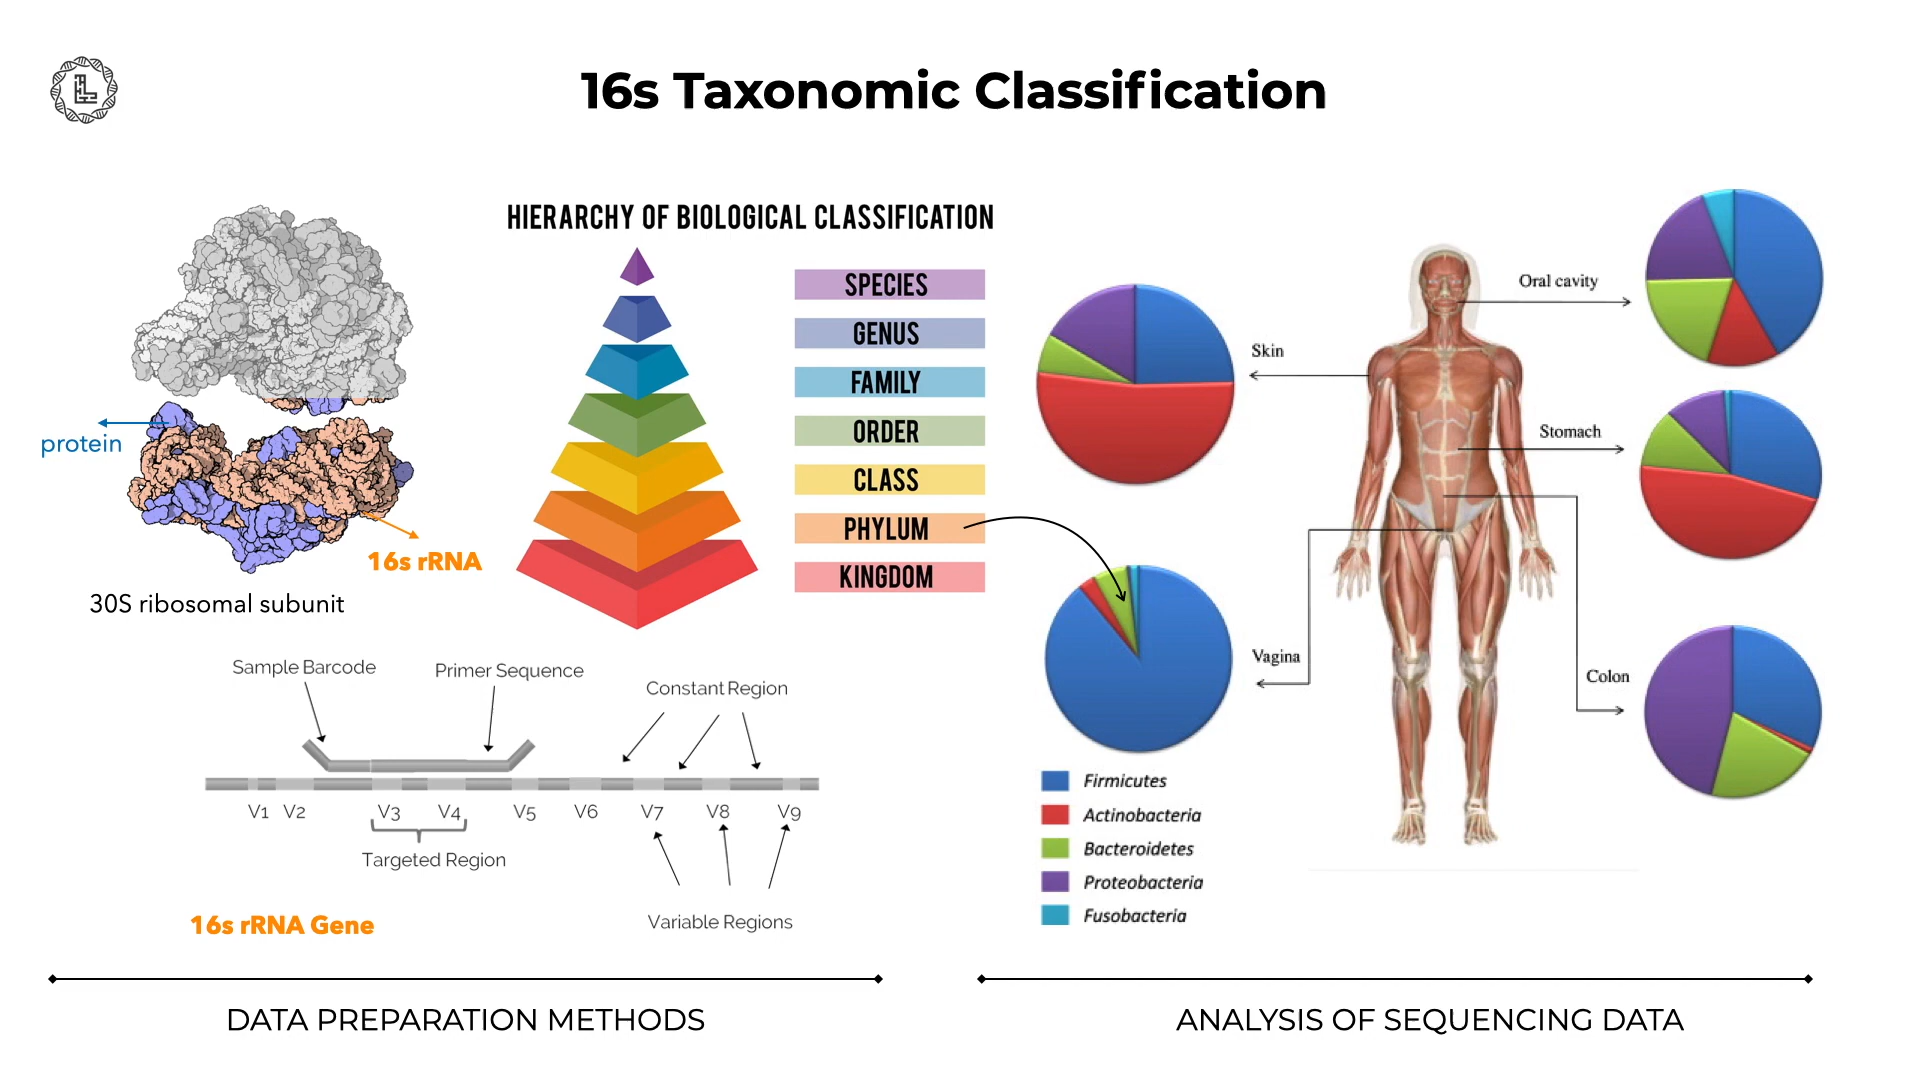 16s Taxonomic Classification
L
protein
16s rRNA
30S ribosomal subunit
HIERARCHY OF BIOLOGICAL CLASSIFICATION
SPECIES
GENUS
FAMILY
ORDER
CLASS
PHYLUM
KINGDOM
Sample Barcode
Primer Sequence
Constant Region
V1 V2 V3 V4 V5 V6 V7 V8 V9
Targeted Region
Variable Regions
16s rRNA Gene
DATA PREPARATION METHODS
Skin
Oral cavity
Stomach
Vagina
Colon
Firmicutes
Actinobacteria
Bacteroidetes
Proteobacteria
Fusobacteria
ANALYSIS OF SEQUENCING DATA